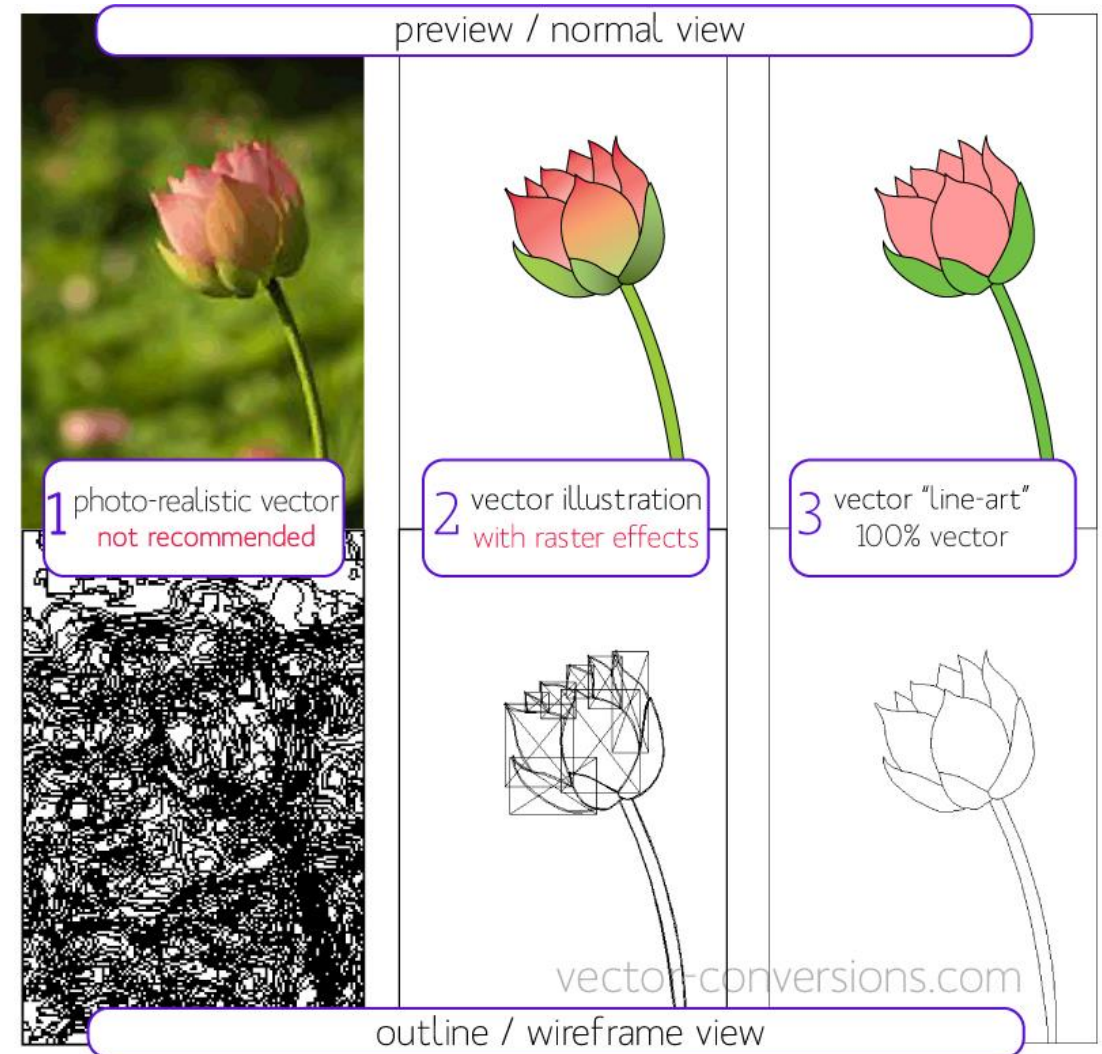 preview / normal view
1 photo-realistic vector
not recommended
2 vector illustration
with raster effects
3 vector “line-art”
100% vector
vector-conversions.com
outline / wireframe view